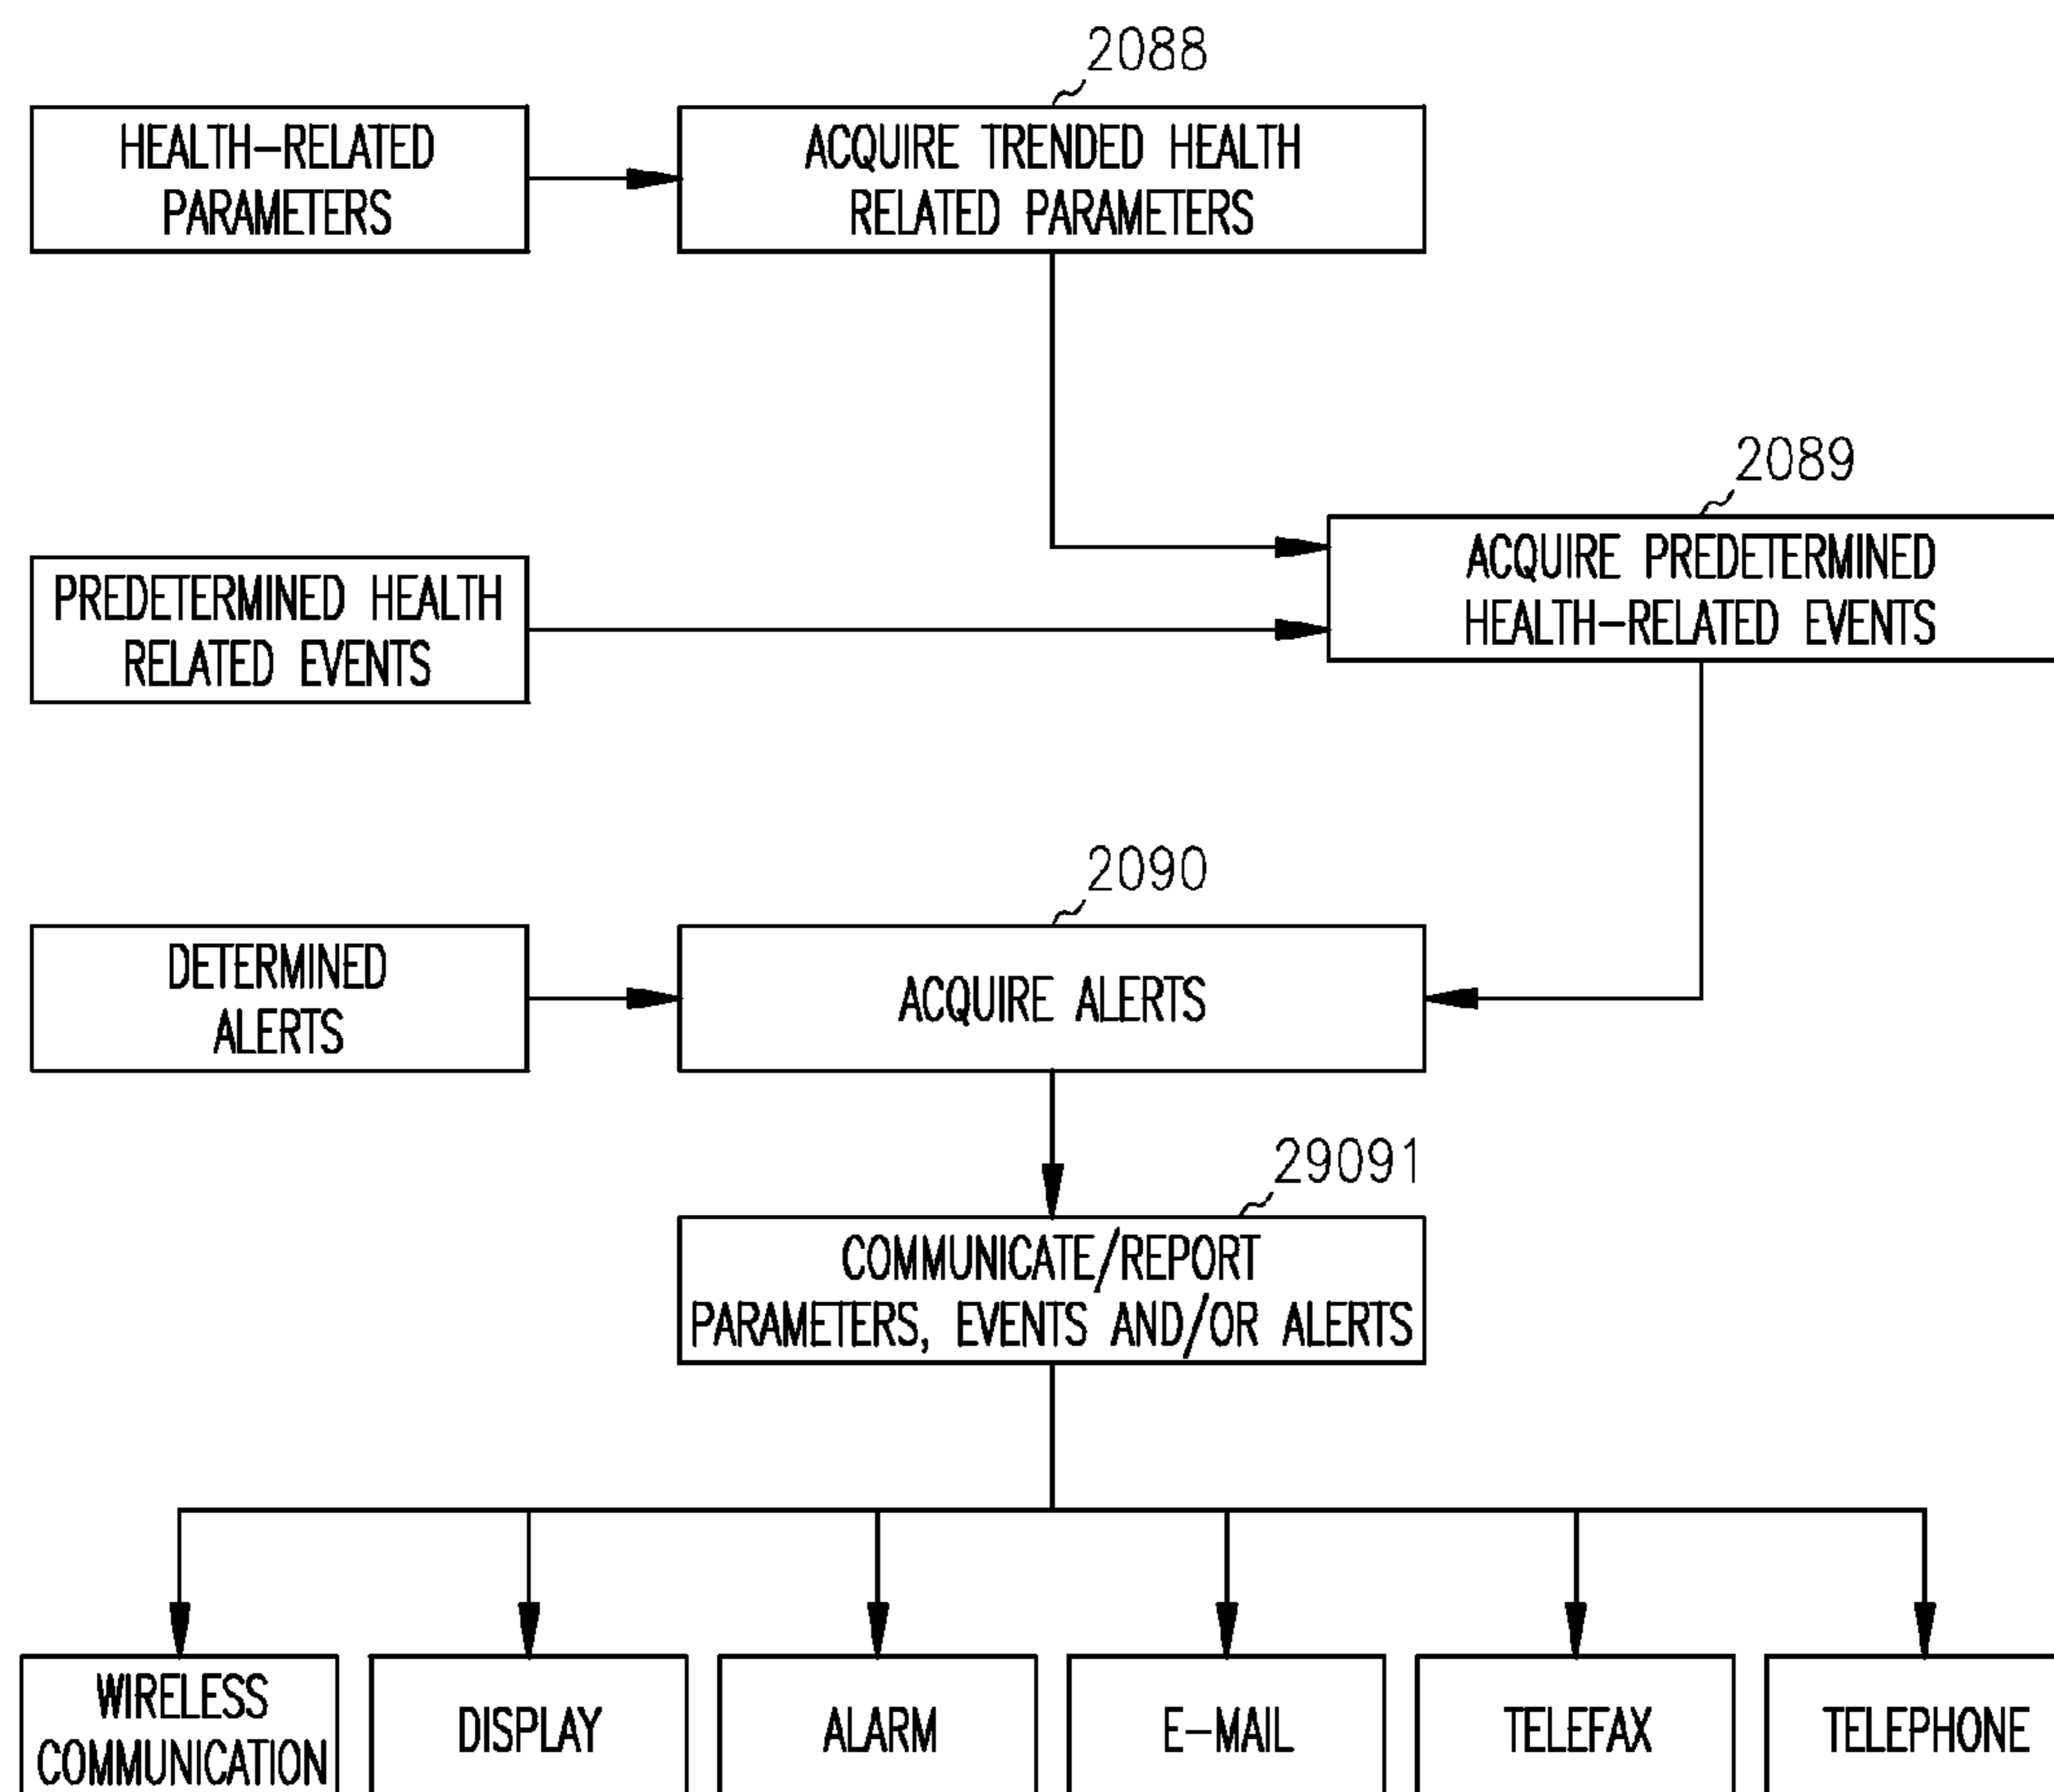 2088
HEALTH-RELATED
PARAMETERS
ACQUIRE TRENDED HEALTH
RELATED PARAMETERS
2089
ACQUIRE PREDETERMINED
HEALTH-RELATED EVENTS
PREDETERMINED HEALTH
RELATED EVENTS
2090
DETERMINED
ALERTS
ACQUIRE ALERTS
29091
COMMUNICATE/REPORT
PARAMETERS, EVENTS AND/OR ALERTS
WIRELESS
COMMUNICATION
DISPLAY
ALARM
E-MAIL
TELEFAX
TELEPHONE